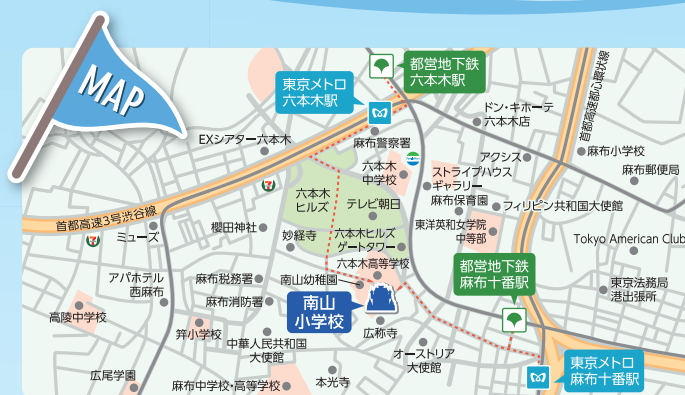 MAP
都営地下鉄
六本木駅
東京メトロ
六本木駅
ドン・キホーテ
六本木店
首都高速都心環状線
EXシアター六本木
麻布警察署
アクシス
麻布小学校
六本木
中学校
ストライプハウス
ギャラリー
麻布郵便局
六本木
ヒルズ
テレビ朝日
麻布保育園
フィリピン共和国大使館
首都高速3号渋谷線
ミューズ
櫻田神社
妙経寺
六本木ヒルズ
ゲートタワー
東洋英和女学院
中等部
Tokyo American Club
六本木高等学校
都営地下鉄
麻布十番駅
アパホテル
西麻布
麻布税務署
南山幼稚園
東京法務局
港出張所
麻布消防署
南山
小学校
高陵中学校
笄小学校
広称寺
中華人民共和国
大使館
オーストリア
大使館
東京メトロ
麻布十番駅
広尾学園
麻布中学校・高等学校
本光寺